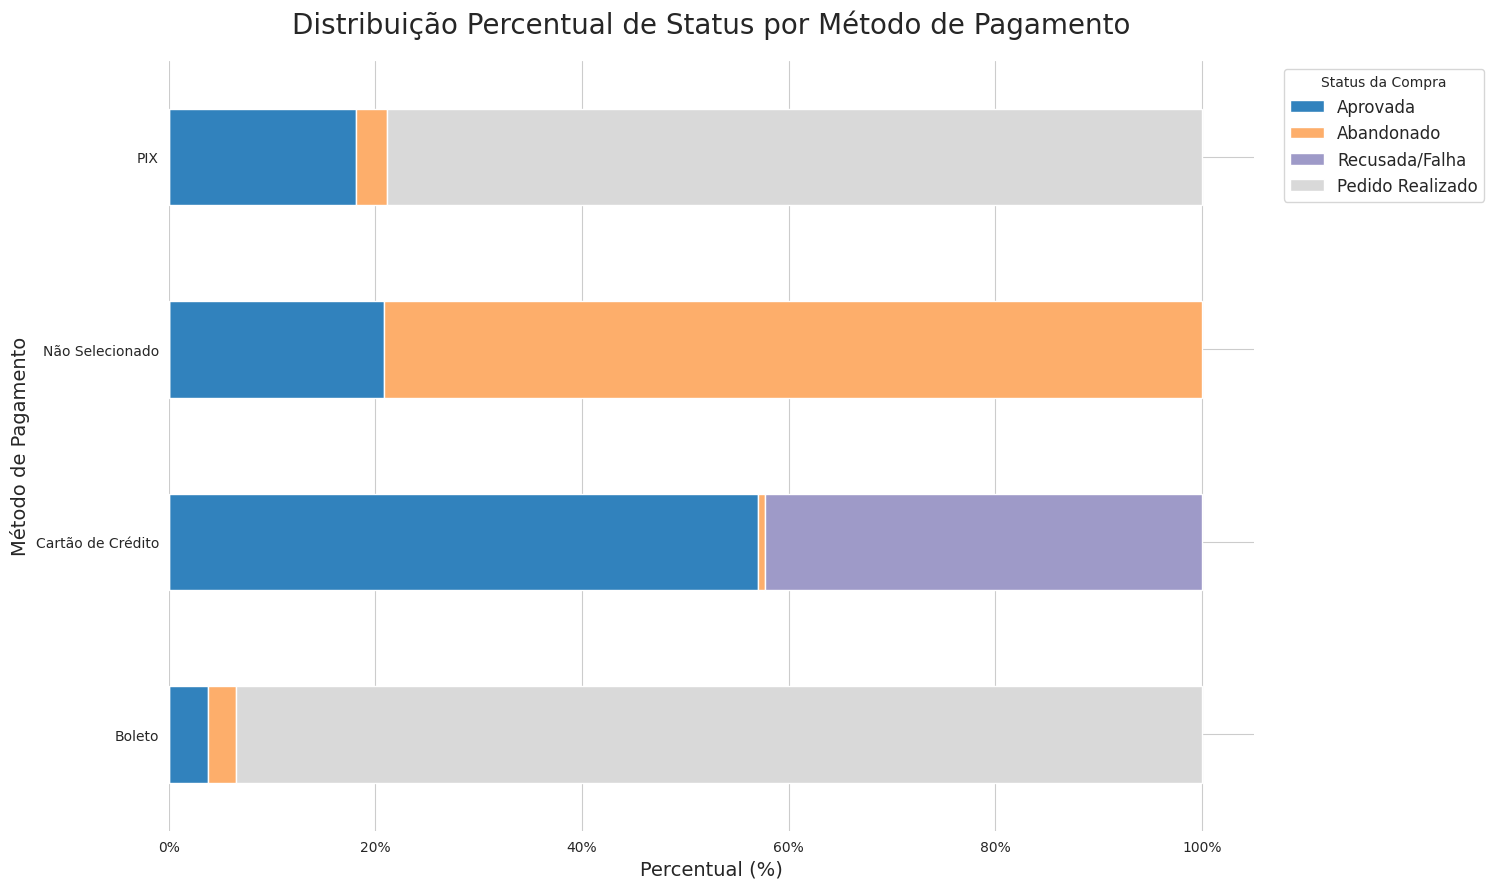 Distribuição Percentual de Status por Método de Pagamento
Status da Compra
Aprovada
Abandonado
Recusada/Falha
Pedido Realizado
Método de Pagamento
PIX
Não Selecionado
Cartão de Crédito
Boleto
0% 20% 40% 60% 80% 100%
Percentual (%)